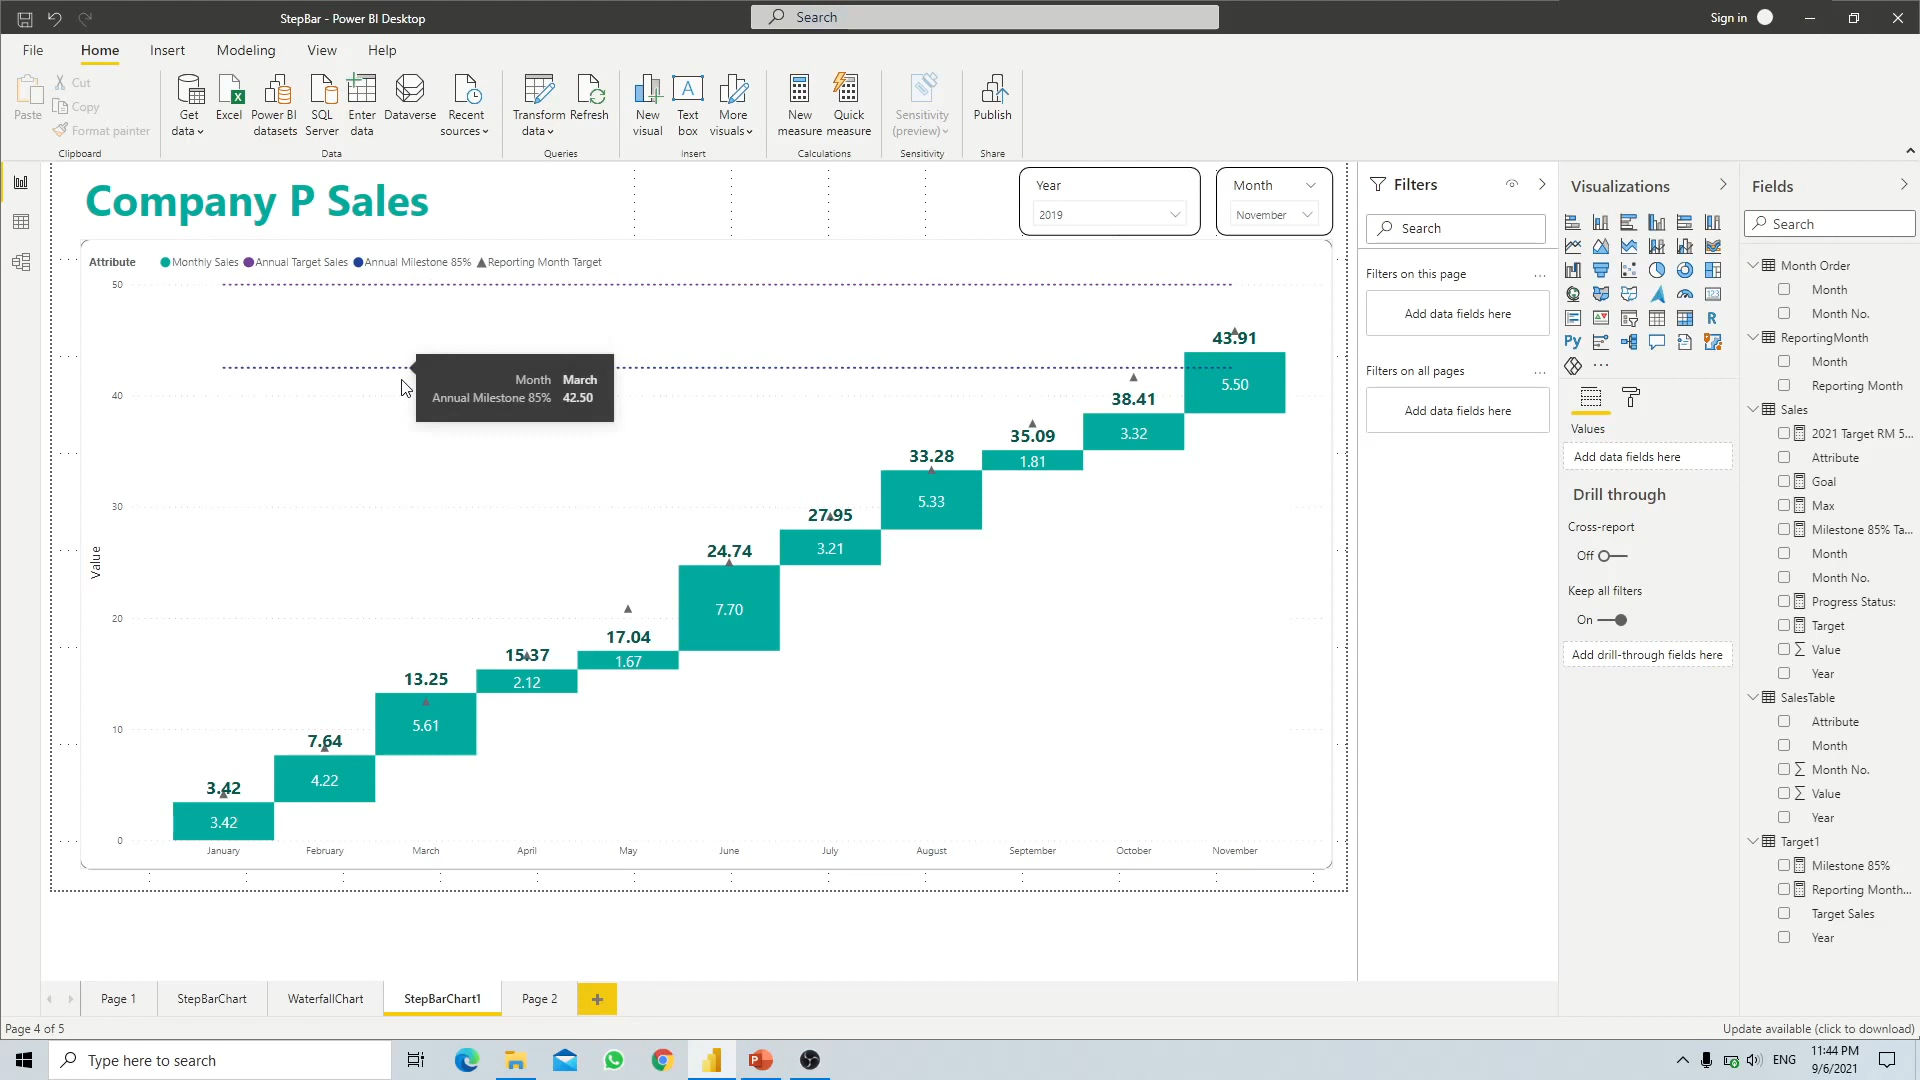 StepBar - Power BI Desktop
Search
Sign in
File
Home
Insert
Modeling
View
Help
Paste
Cut
Copy
Format painter
Clipboard
Get data
Excel
Power BI datasets
SQL Server
Enter data
Dataverse
Recent sources
Data
Transform data
Refresh
Queries
New visual
Text box
More visuals
Insert
New measure
Quick measure
Calculations
Sensitivity (preview)
Sensitivity
Publish
Share
Company P Sales
Year
2019
Month
November
Attribute
Monthly Sales
Annual Target Sales
Annual Milestone 85%
Reporting Month Target
50
40
30
20
10
0
Value
Month March
Annual Milestone 85% 42.50
43.91
5.50
38.41
3.32
35.09
1.81
33.28
5.33
27.95
3.21
24.74
7.70
17.04
1.67
15.37
2.12
13.25
5.61
7.64
4.22
3.42
3.42
January
February
March
April
May
June
July
August
September
October
November
Filters
Search
Filters on this page
...
Add data fields here
Filters on all pages
...
Add data fields here
Visualizations
123
R
Py
...
Values
Add data fields here
Drill through
Cross-report
Off
Keep all filters
On
Add drill-through fields here
Fields
Search
Month Order
Month
Month No.
ReportingMonth
Month
Reporting Month
Sales
2021 Target RM 5...
Attribute
Goal
Max
Milestone 85% Ta...
Month
Month No.
Progress Status:
Target
Value
Year
SalesTable
Attribute
Month
Month No.
Value
Year
Target1
Milestone 85%
Reporting Month...
Target Sales
Year
Page 1
StepBarChart
WaterfallChart
StepBarChart1
Page 2
Page 4 of 5
Update available (click to download)
Type here to search
ENG
11:44 PM
9/6/2021